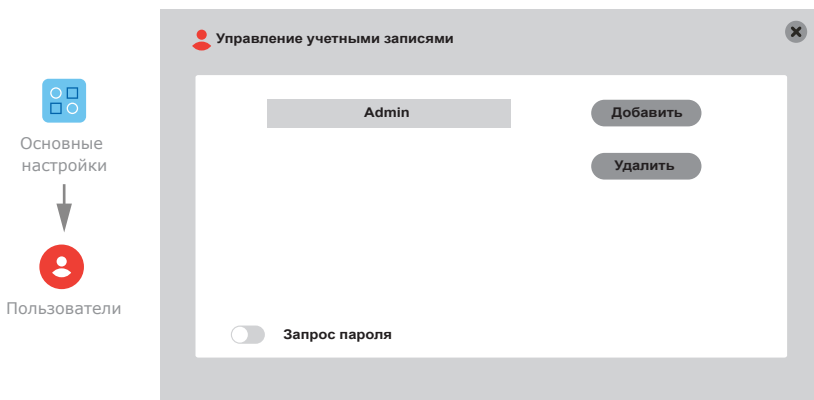 Управление учетными записями
Admin
Добавить
Удалить
Запрос пароля
Основные
настройки
Пользователи